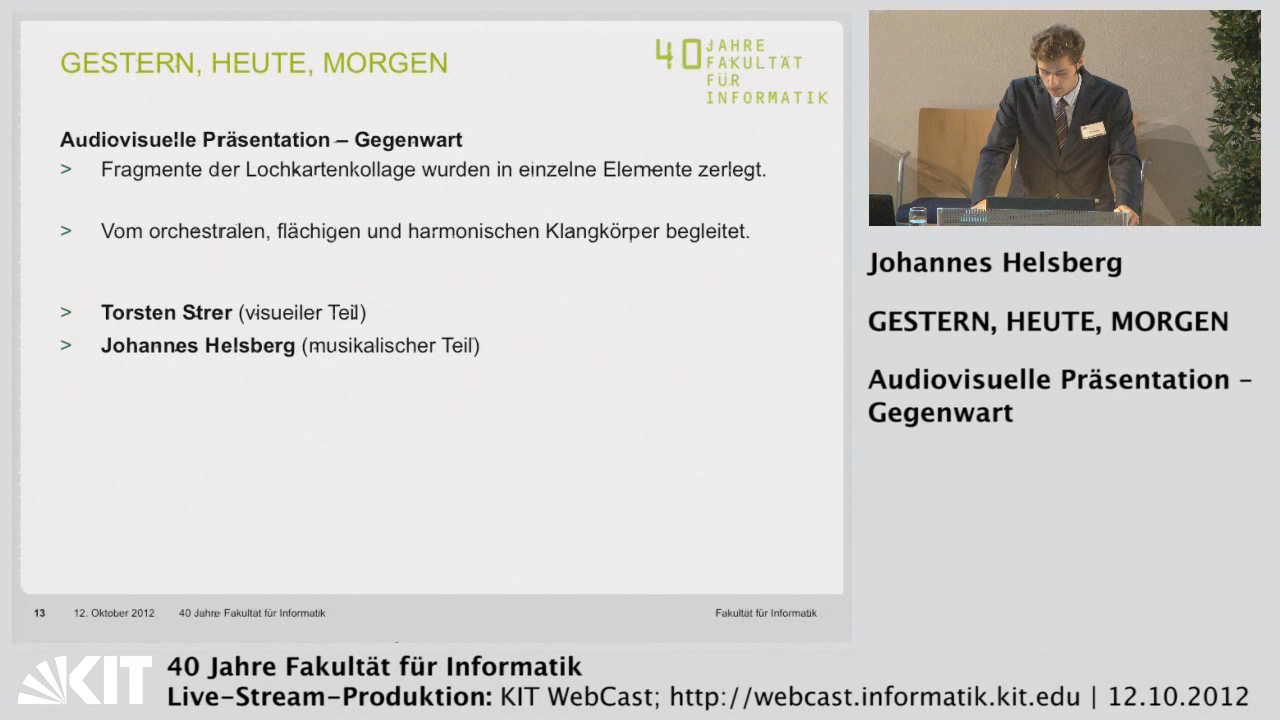 GESTERN, HEUTE, MORGEN
40 JAHRE
FAKULTÄT
FÜR
INFORMATIK
Audiovisuelle Präsentation – Gegenwart
> Fragmente der Lochkartenkollage wurden in einzelne Elemente zerlegt.
> Vom orchestralen, flächigen und harmonischen Klangkörper begleitet.
> Torsten Strer (visueller Teil)
> Johannes Helsberg (musikalischer Teil)
13 12. Oktober 2012 40 Jahre Fakultät für Informatik Fakultät für Informatik
Johannes Helsberg
GESTERN, HEUTE, MORGEN
Audiovisuelle Präsentation –
Gegenwart
KIT
40 Jahre Fakultät für Informatik
Live-Stream-Produktion: KIT WebCast; http://webcast.informatik.kit.edu | 12.10.2012